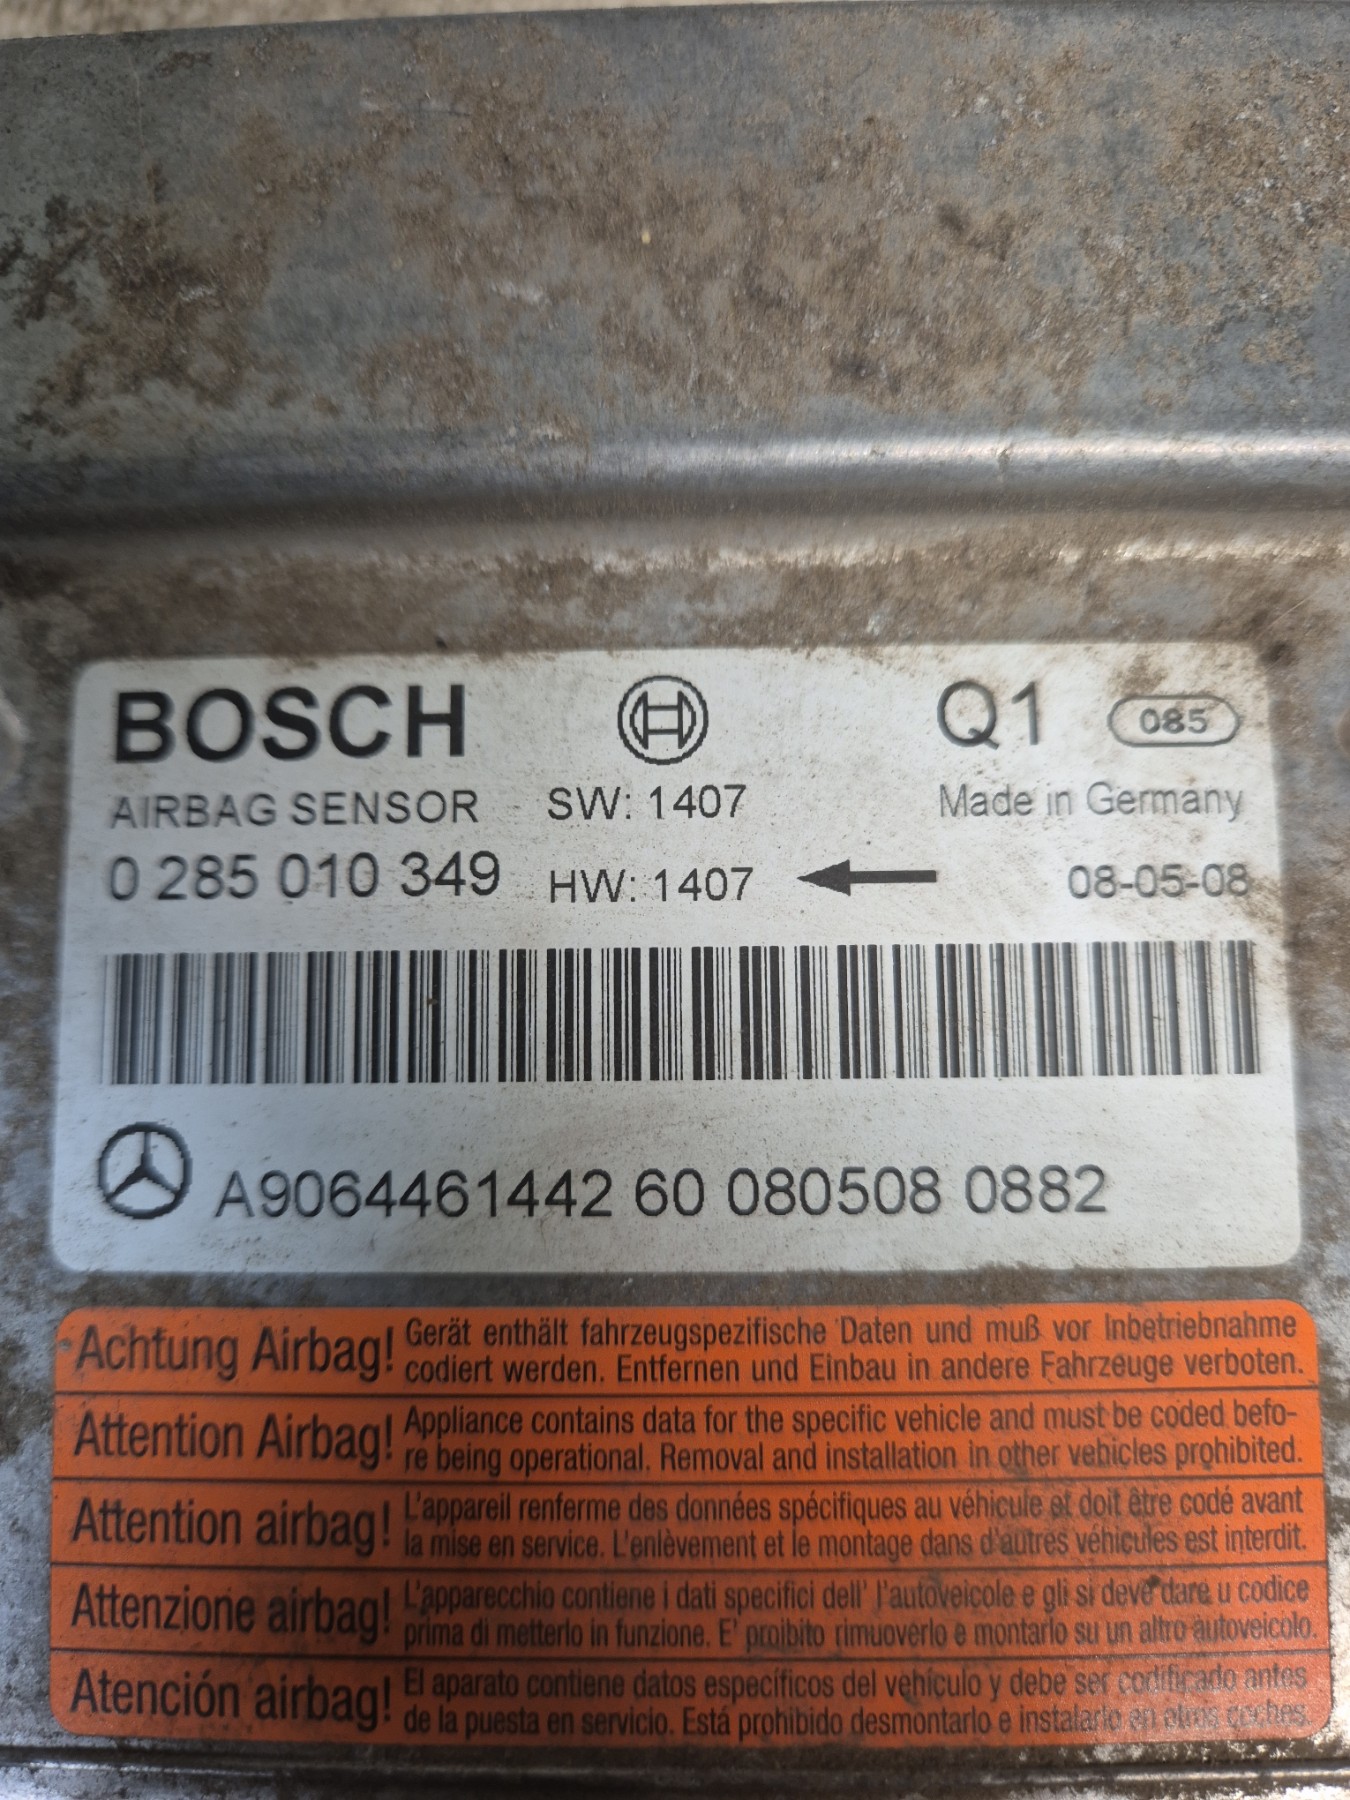 BOSCH
Q1
085
AIRBAG SENSOR
SW: 1407
Made in Germany
0 285 010 349
HW: 1407
08-05-08
A9064461442 60 080508 0882
Achtung Airbag! Gerät enthält fahrzeugspezifische Daten und muß vor Inbetriebnahme
codiert werden. Entfernen und Einbau in andere Fahrzeuge verboten.
Attention Airbag! Appliance contains data for the specific vehicle and must be coded befo-
re being operational. Removal and installation in other vehicles prohibited.
Attention airbag! L'appareil renferme des données spécifiques au véhicule et doit être codé avant
la mise en service. L'enlèvement et le montage dans d'autres véhicules est interdit.
Attenzione airbag! L'apparecchio contiene i dati specifici dell' l'autoveicole e gli si deve dare u codice
prima di metterlo in funzione. E' proibito rimuoverlo e montarlo su un altro autoveicolo.
Atención airbag! El aparato contiene datos específicos del vehículo y debe ser codificado antes
de la puesta en servicio. Está prohibido desmontarlo e instalarlo en otros coches.